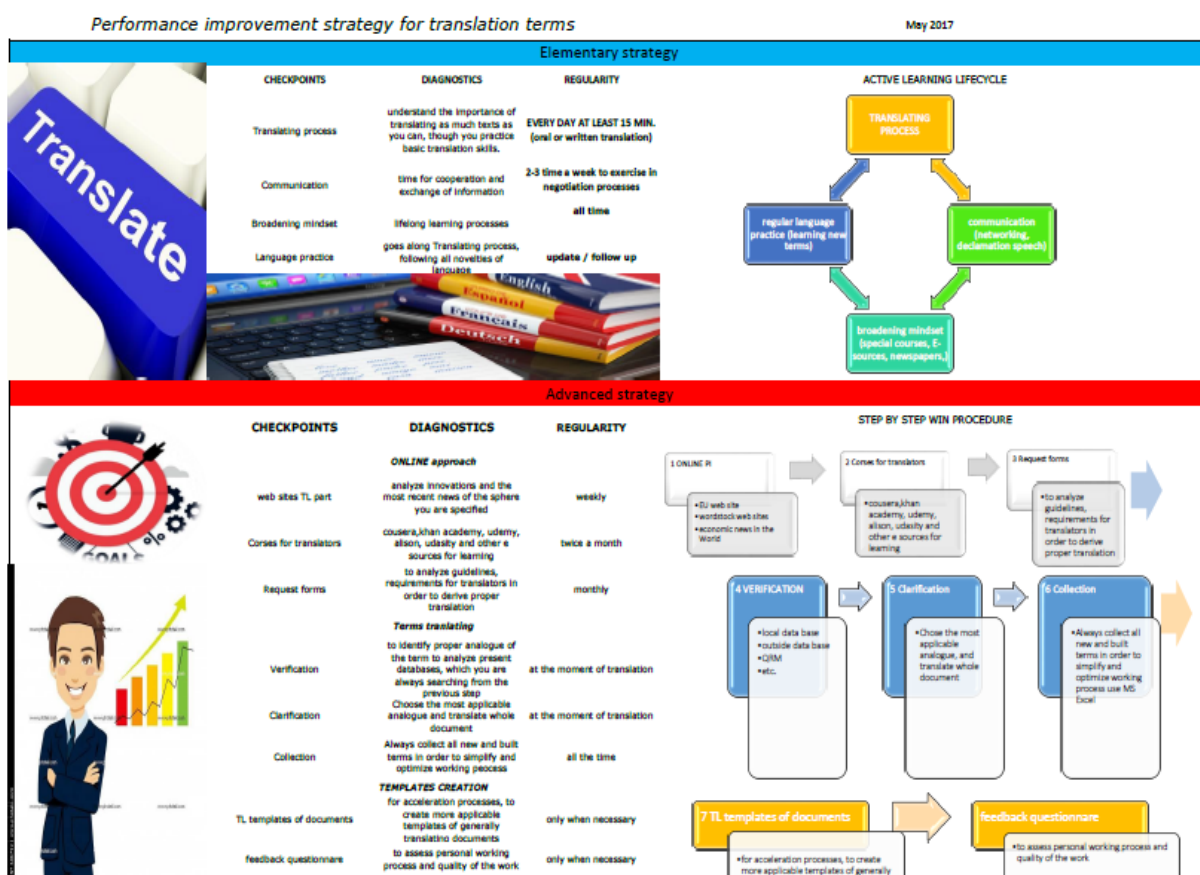 Performance improvement strategy for translation terms
May 2017
Elementary strategy
Translate
CHECKPOINTS
DIAGNOSTICS
REGULARITY
Translating process
understand the importance of
translating as much texts as
you can, though you practice
basic translation skills.
EVERY DAY AT LEAST 15 MIN.
(oral or written translation)
Communication
time for cooperation and
exchange of information
2-3 time a week to exercise in
negotiation processes
Broadening mindset
lifelong learning processes
all time
Language practice
goes along Translating process,
following all novelties of
language
update / follow up
English
Español
Francais
Deutsch
ACTIVE LEARNING LIFECYCLE
TRANSLATING
PROCESS
regular language
practice (learning new
terms)
communication
(networking,
declamation speech)
broadening mindset
(special courses, E-
sources, newspapers,)
Advanced strategy
GOALS
CHECKPOINTS
DIAGNOSTICS
REGULARITY
ONLINE approach
web sites TL part
analyze innovations and the
most recent news of the sphere
you are specified
weekly
Corses for translators
cousera,khan academy, udemy,
alison, udasity and other e
sources for learning
twice a month
Request forms
to analyze guidelines,
requirements for translators in
order to derive proper
translation
monthly
Terms tranlating
Verification
to identify proper analogue of
the term to analyze present
databases, which you are
always searching from the
previous step
at the moment of translation
Clarification
Choose the most applicable
analogue and translate whole
document
at the moment of translation
Collection
Always collect all new and built
terms in order to simplify and
optimize working peocess
all the time
TEMPLATES CREATION
TL templates of documents
for acceleration processes, to
create more applicable
templates of generally
translatino documents
only when necessary
feedback questionnare
to assess personal working
process and quality of the work
only when necessary
STEP BY STEP WIN PROCEDURE
1 ONLINE PI
•EU web site
•wordstock web sites
•economic news in the
World
2 Corses for translators
•cousera,khan
academy, udemy,
alison, udasity and
other e sources for
learning
3 Request forms
•to analyze
guidelines,
requirements for
translators in
order to derive
proper translation
4 VERIFICATION
•local data base
•outside data base
•QRM
•etc.
5 Clarification
•Chose the most
applicable
analogue, and
translate whole
document
6 Collection
•Always collect all
new and built
terms in order to
simplify and
optimize working
process use MS
Excel
7 TL templates of documents
•for acceleration processes, to create
more applicable templates of generally
feedback questionnare
•to assess personal working process and
quality of the work